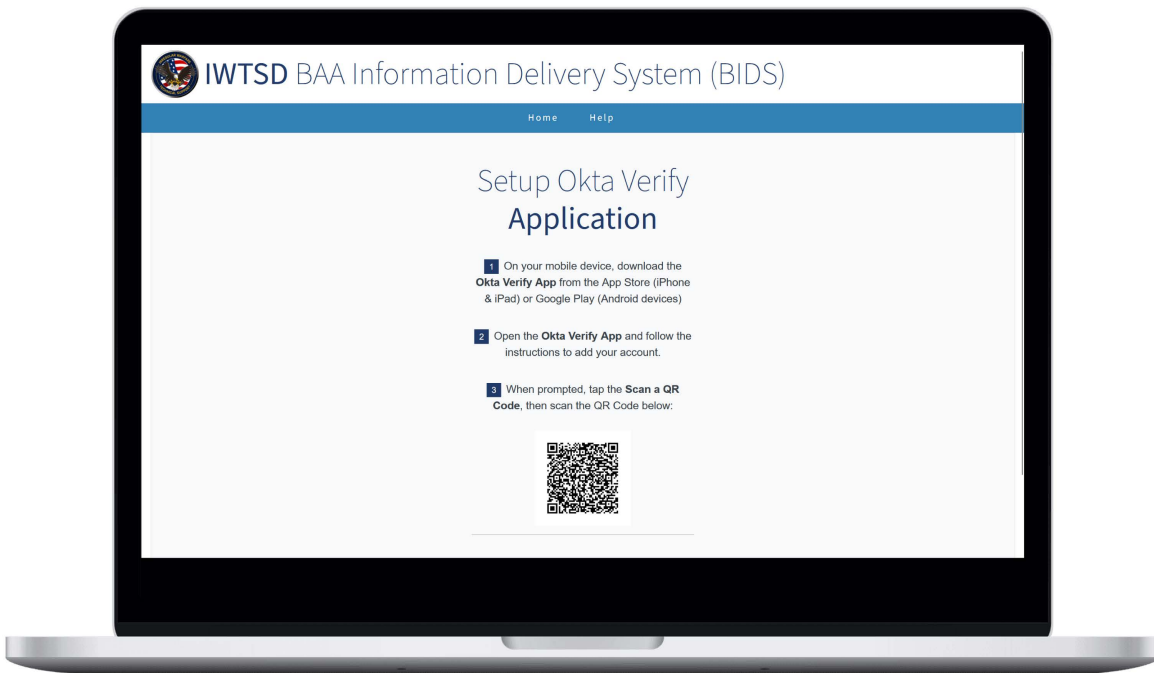 IWTSD BAA Information Delivery System (BIDS)
Home Help
Setup Okta Verify
Application
1 On your mobile device, download the
Okta Verify App from the App Store (iPhone
& iPad) or Google Play (Android devices)
2 Open the Okta Verify App and follow the
instructions to add your account.
3 When prompted, tap the Scan a QR
Code, then scan the QR Code below: